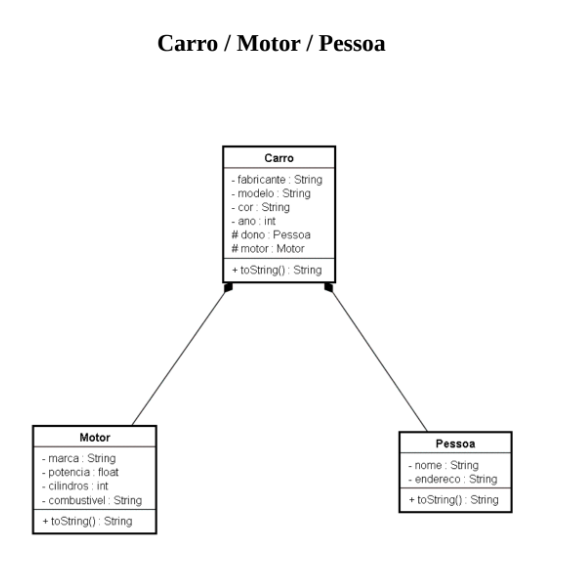 Carro / Motor / Pessoa
Carro
- fabricante : String
- modelo : String
- cor : String
- ano : int
# dono : Pessoa
# motor : Motor
+ toString() : String
Motor
- marca : String
- potencia : float
- cilindros : int
- combustivel : String
+ toString() : String
Pessoa
- nome : String
- endereco : String
+ toString() : String